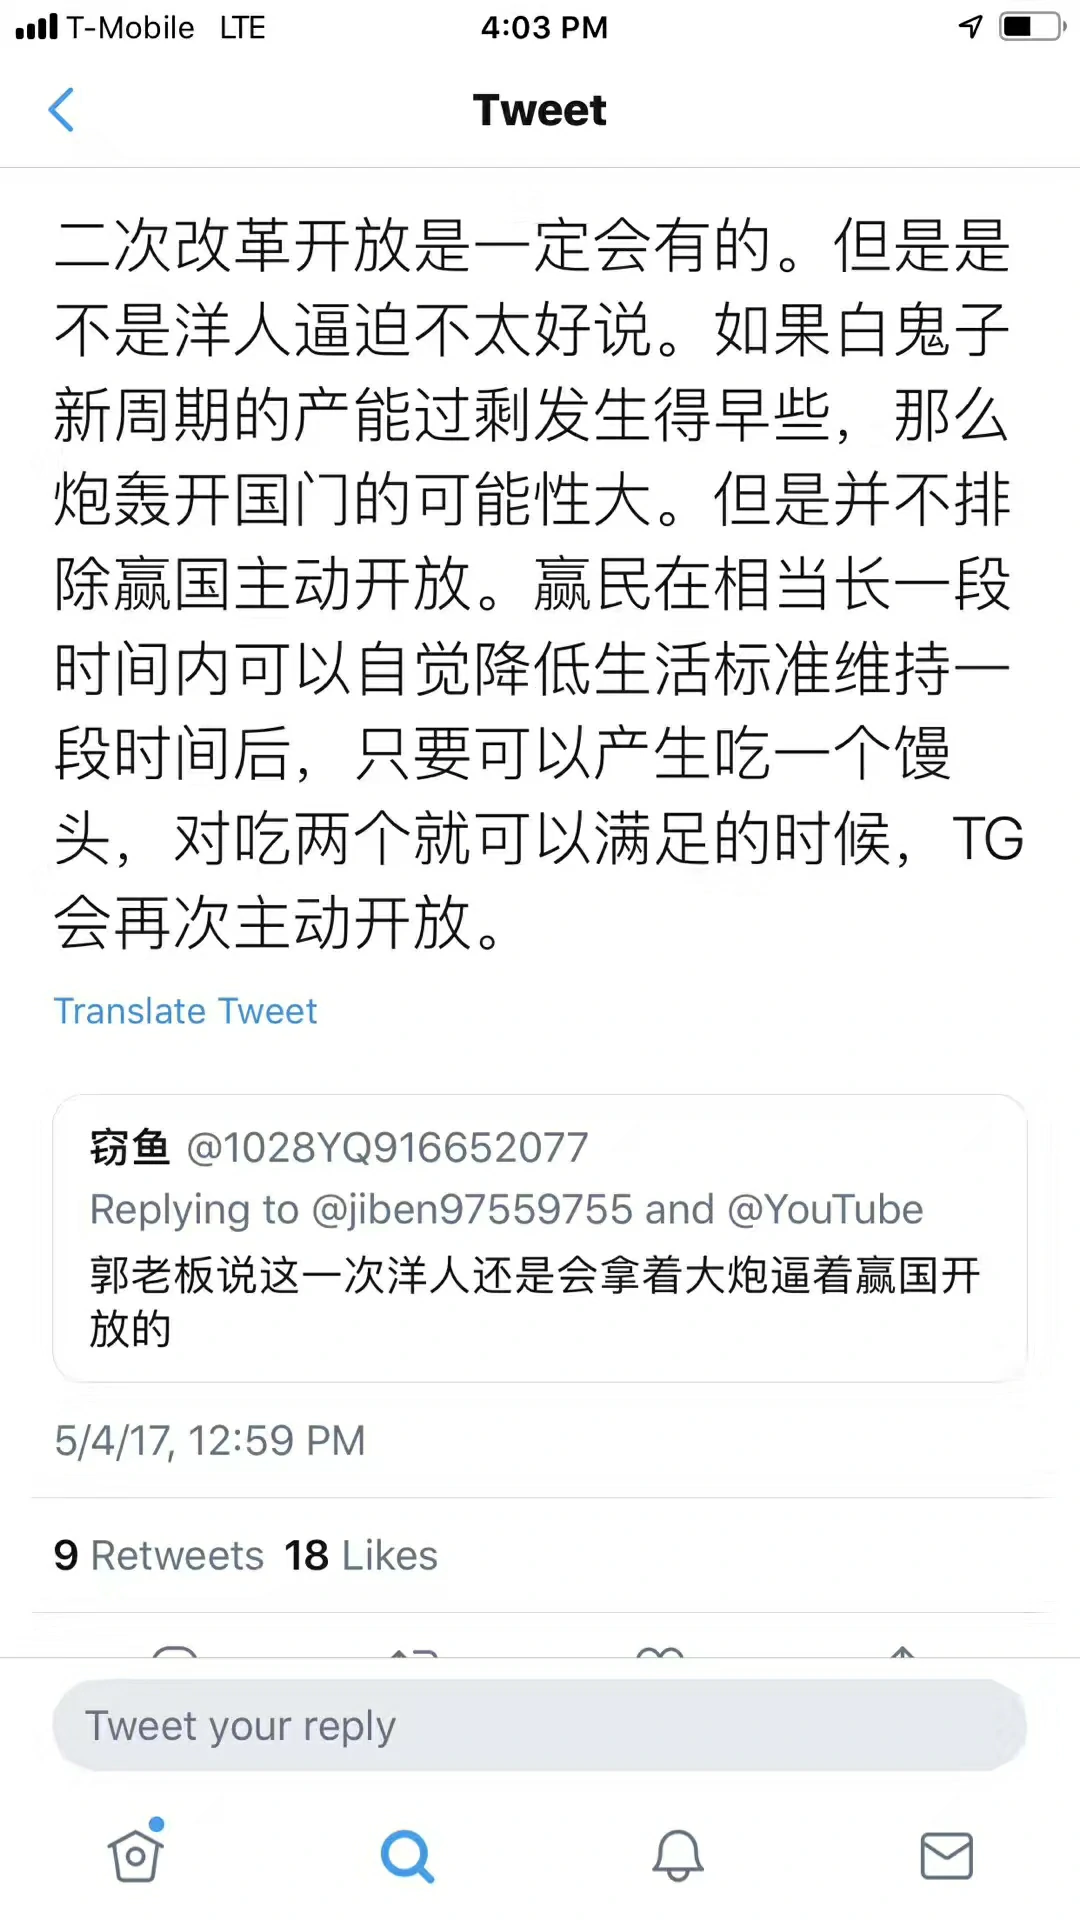 T-Mobile LTE 4:03 PM
Tweet
二次改革开放是一定会有的。但是是
不是洋人逼迫不太好说。如果白鬼子
新周期的产能过剩发生得早些，那么
炮轰开国门的可能性大。但是并不排
除赢国主动开放。赢民在相当长一段
时间内可以自觉降低生活标准维持一
段时间后，只要可以产生吃一个馒
头，对吃两个就可以满足的时候，TG
会再次主动开放。
Translate Tweet
窃鱼 @1028YQ916652077
Replying to @jiben97559755 and @YouTube
郭老板说这一次洋人还是会拿着大炮逼着赢国开
放的
5/4/17, 12:59 PM
9 Retweets 18 Likes
Tweet your reply